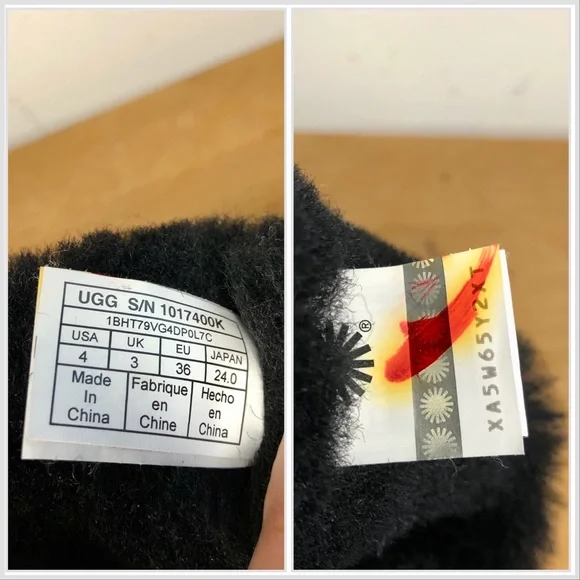 UGG S/N 1017400K
1BHT79VG4DP0L7C
USA UK EU JAPAN
4 3 36 24.0
Made In China
Fabrique en Chine
Hecho en China
®
XA5W65Y2XT